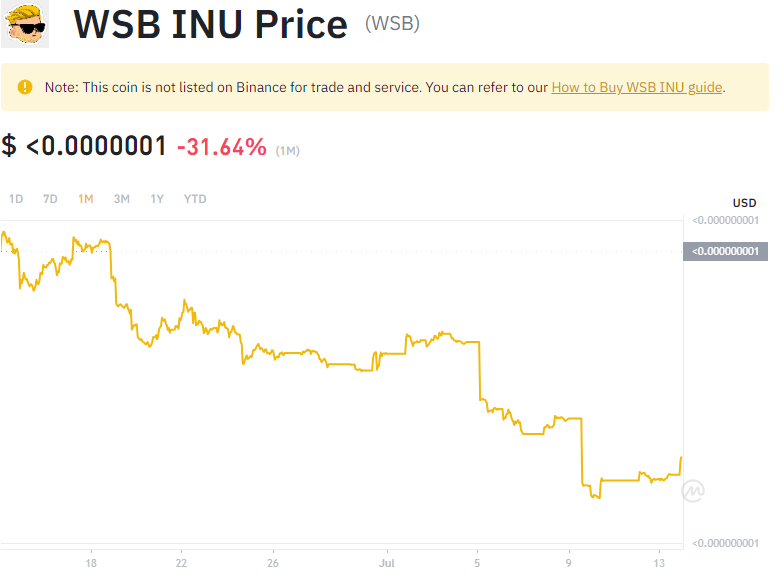 WSB INU Price (WSB)
Note: This coin is not listed on Binance for trade and service. You can refer to our How to Buy WSB INU guide.
$ <0.0000001 -31.64% (1M)
1D 7D 1M 3M 1Y YTD
USD
<0.000000001
<0.000000001
<0.000000001
18 22 26 Jul 5 9 13